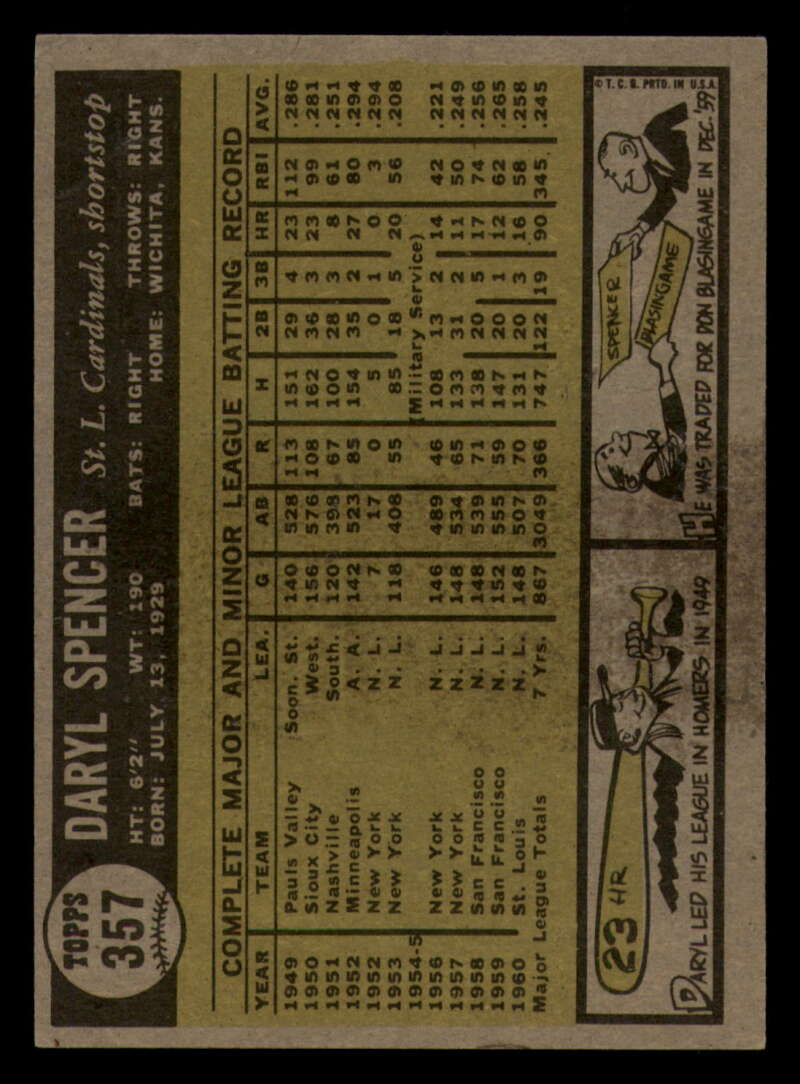 TOPPS
357
DARYL SPENCER St. L. Cardinals, shortstop
HT: 6'2" WT: 190 BATS: RIGHT THROWS: RIGHT
BORN: JULY 13, 1929 HOME: WICHITA, KANS.
COMPLETE MAJOR AND MINOR LEAGUE BATTING RECORD
YEAR TEAM LEA. G AB R H 2B 3B HR RBI AVG.
1949 Pauls Valley Soon. St. 140 528 113 151 29 4 23 112 .286
1950 Sioux City West. 156 576 108 162 36 3 23 99 .281
1951 Nashville South. 120 398 67 100 28 3 8 61 .251
1952 Minneapolis A. A. 142 523 85 154 35 2 27 80 .294
1952 New York N. L. 7 17 0 5 0 1 0 3 .294
1953 New York N. L. 118 408 55 85 18 5 20 56 .208
1954-5 (Military Service)
1956 New York N. L. 146 489 46 108 13 2 14 42 .221
1957 New York N. L. 148 534 65 133 31 2 11 50 .249
1958 San Francisco N. L. 148 539 71 138 20 5 17 74 .256
1959 San Francisco N. L. 152 555 59 147 20 1 12 62 .265
1960 St. Louis N. L. 148 507 70 131 20 3 16 58 .258
Major League Totals 7 Yrs. 867 3049 366 747 122 19 90 345 .245
23 HR
DARYL LED HIS LEAGUE IN HOMERS IN 1949
© T. C. G. PRTD. IN U.S.A.
SPENCER
BLASINGAME
HE WAS TRADED FOR DON BLASINGAME IN DEC. '59